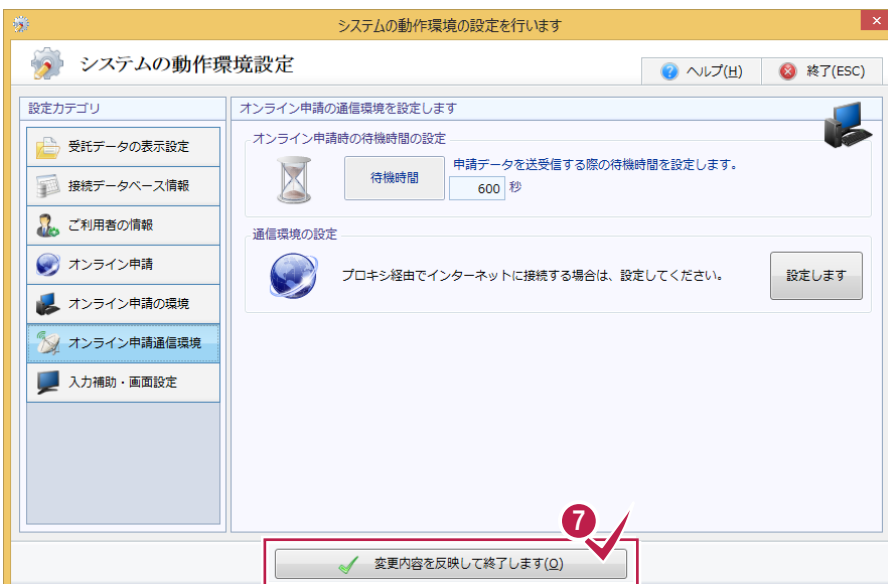 システムの動作環境の設定を行います
×
システムの動作環境設定
ヘルプ(H)
終了(ESC)
設定カテゴリ
受託データの表示設定
接続データベース情報
ご利用者の情報
オンライン申請
オンライン申請の環境
オンライン申請通信環境
入力補助・画面設定
オンライン申請の通信環境を設定します
オンライン申請時の待機時間の設定
待機時間
申請データを送受信する際の待機時間を設定します。
600 秒
通信環境の設定
プロキシ経由でインターネットに接続する場合は、設定してください。
設定します
7
変更内容を反映して終了します(O)